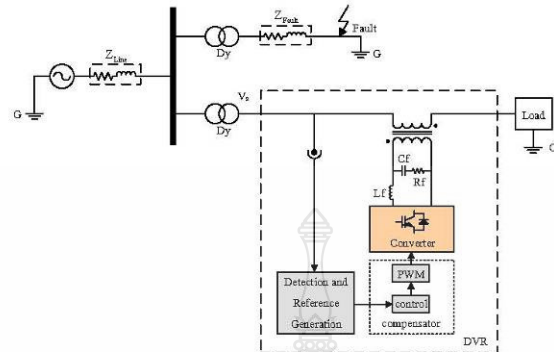 Z_Fault
Fault
Dy
G
Z_Line
G
V_s
Dy
Load
G
Cf
Rf
Lf
Converter
PWM
Detection and
Reference
Generation
control
compensator
DVR